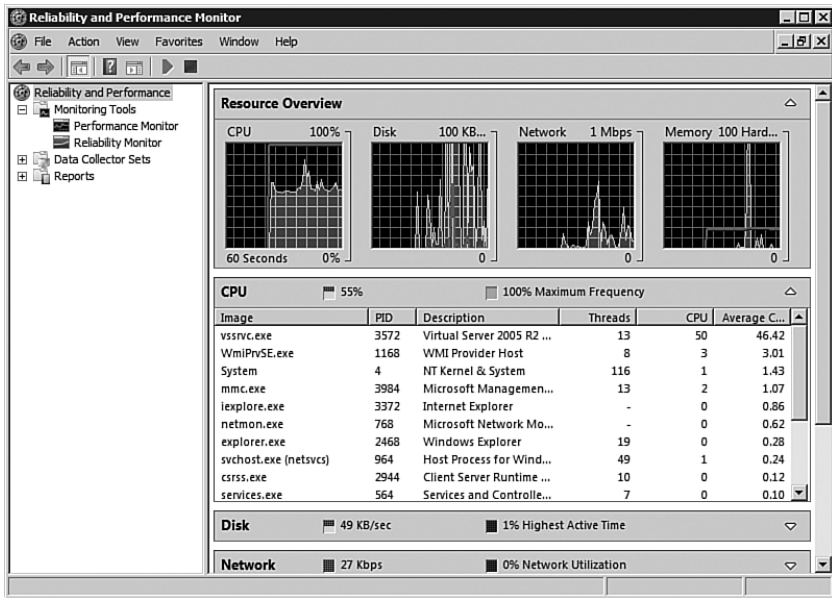 Reliability and Performance Monitor
File Action View Favorites Window Help
Reliability and Performance
Monitoring Tools
Performance Monitor
Reliability Monitor
Data Collector Sets
Reports
Resource Overview
CPU 100% Disk 100 KB... Network 1 Mbps Memory 100 Hard...
60 Seconds 0% 0 0 0
CPU 55% 100% Maximum Frequency
Image PID Description Threads CPU Average C...
vssrvc.exe 3572 Virtual Server 2005 R2 ... 13 50 46.42
WmiPrvSE.exe 1168 WMI Provider Host 8 3 3.01
System 4 NT Kernel & System 116 1 1.43
mmc.exe 3984 Microsoft Managemen... 13 2 1.07
iexplore.exe 3372 Internet Explorer - 0 0.86
netmon.exe 768 Microsoft Network Mo... - 0 0.62
explorer.exe 2468 Windows Explorer 19 0 0.28
svchost.exe (netsvcs) 964 Host Process for Wind... 49 1 0.24
csrss.exe 2944 Client Server Runtime ... 10 0 0.12
services.exe 564 Services and Controlle... 7 0 0.10
Disk 49 KB/sec 1% Highest Active Time
Network 27 Kbps 0% Network Utilization